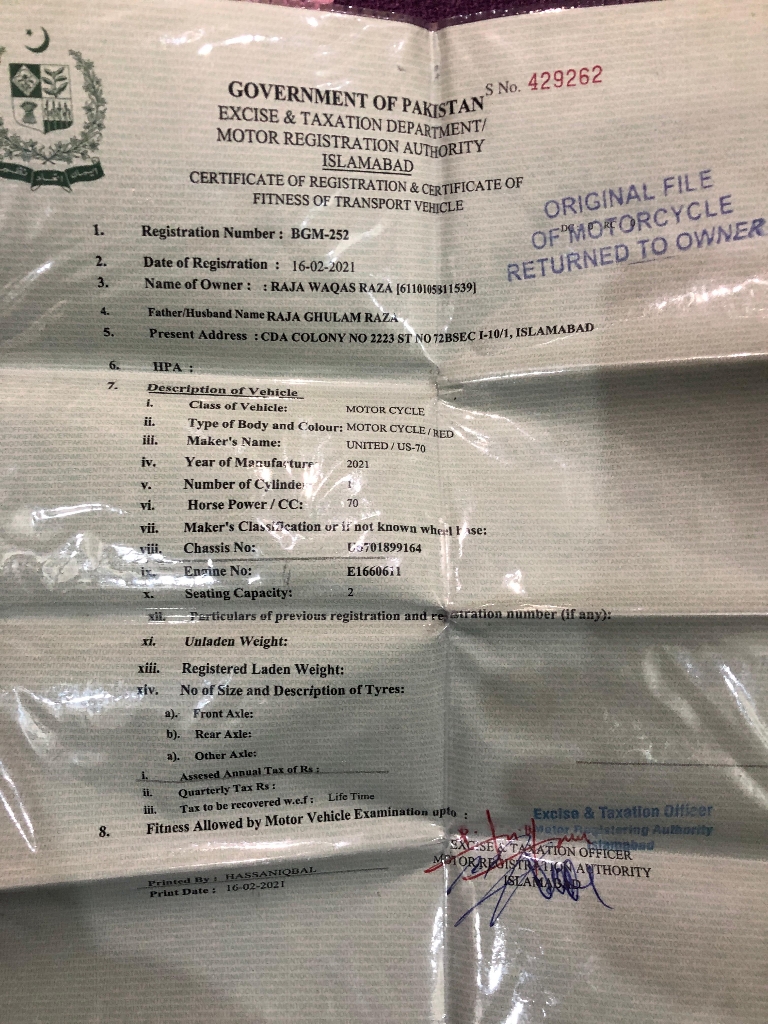 S No. 429262
GOVERNMENT OF PAKISTAN
EXCISE & TAXATION DEPARTMENT/
MOTOR REGISTRATION AUTHORITY
ISLAMABAD
CERTIFICATE OF REGISTRATION & CERTIFICATE OF
FITNESS OF TRANSPORT VEHICLE
ORIGINAL FILE
OF MOTORCYCLE
RETURNED TO OWNER
1. Registration Number : BGM-252
2. Date of Registration : 16-02-2021
3. Name of Owner : : RAJA WAQAS RAZA [6110105811539]
4. Father/Husband Name RAJA GHULAM RAZA
5. Present Address : CDA COLONY NO 2223 ST NO 72BSEC I-10/1, ISLAMABAD
6. HPA :
7. Description of Vehicle
i. Class of Vehicle: MOTOR CYCLE
ii. Type of Body and Colour: MOTOR CYCLE / RED
iii. Maker's Name: UNITED / US-70
iv. Year of Manufacture 2021
v. Number of Cylinde 1
vi. Horse Power / CC: 70
vii. Maker's Classification or if not known wheel base:
viii. Chassis No: 701899164
ix. Engine No: E1660611
x. Seating Capacity: 2
xii. Particulars of previous registration and registration number (if any):
xi. Unladen Weight:
xiii. Registered Laden Weight:
xiv. No of Size and Description of Tyres:
a). Front Axle:
b). Rear Axle:
a). Other Axle:
i. Assesed Annual Tax of Rs :
ii. Quarterly Tax Rs :
iii. Tax to be recovered w.e.f : Life Time
8. Fitness Allowed by Motor Vehicle Examination upto :
Excise & Taxation Officer
Motor Registering Authority
Islamabad
EXCISE & TAXATION OFFICER
MOTOR REGISTRATION AUTHORITY
ISLAMABAD
Printed By : HASSANIQBAL
Print Date : 16-02-2021